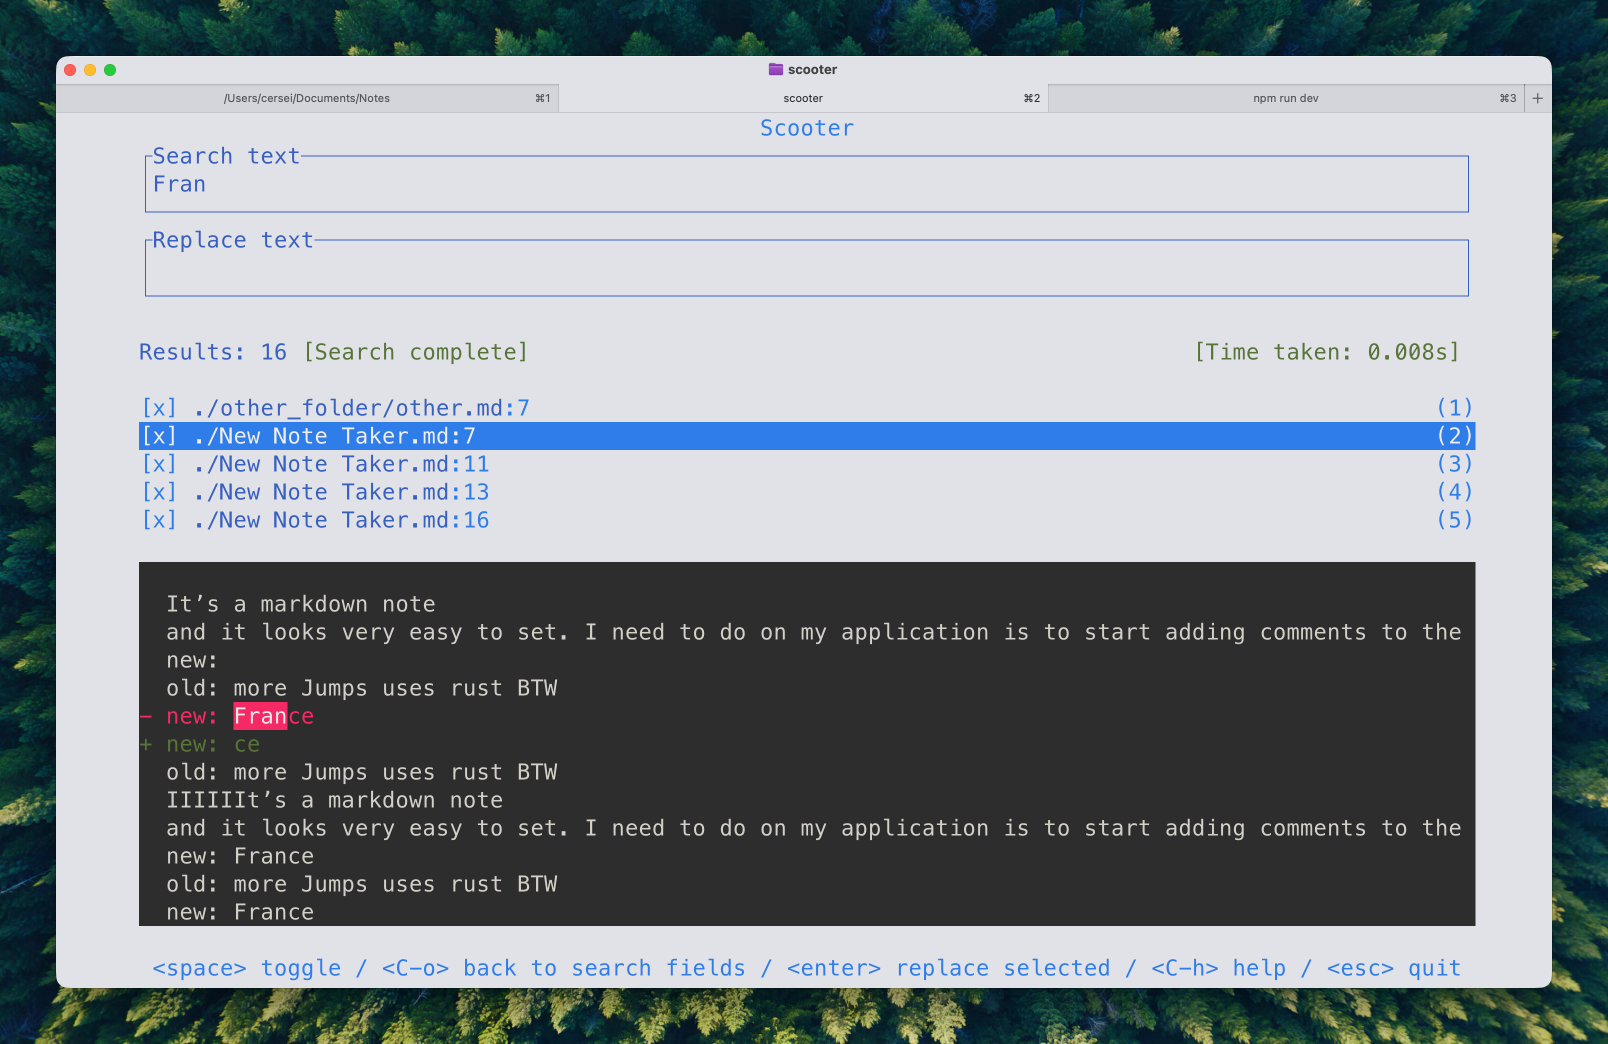 scooter
/Users/cersei/Documents/Notes ⌘1 scooter ⌘2 npm run dev ⌘3 +
Scooter
Search text
Fran
Replace text
Results: 16 [Search complete] [Time taken: 0.008s]
[x] ./other_folder/other.md:7 (1)
[x] ./New Note Taker.md:7 (2)
[x] ./New Note Taker.md:11 (3)
[x] ./New Note Taker.md:13 (4)
[x] ./New Note Taker.md:16 (5)
It’s a markdown note
and it looks very easy to set. I need to do on my application is to start adding comments to the
new:
old: more Jumps uses rust BTW
- new: France
+ new: ce
old: more Jumps uses rust BTW
IIIIIIt’s a markdown note
and it looks very easy to set. I need to do on my application is to start adding comments to the
new: France
old: more Jumps uses rust BTW
new: France
<space> toggle / <C-o> back to search fields / <enter> replace selected / <C-h> help / <esc> quit